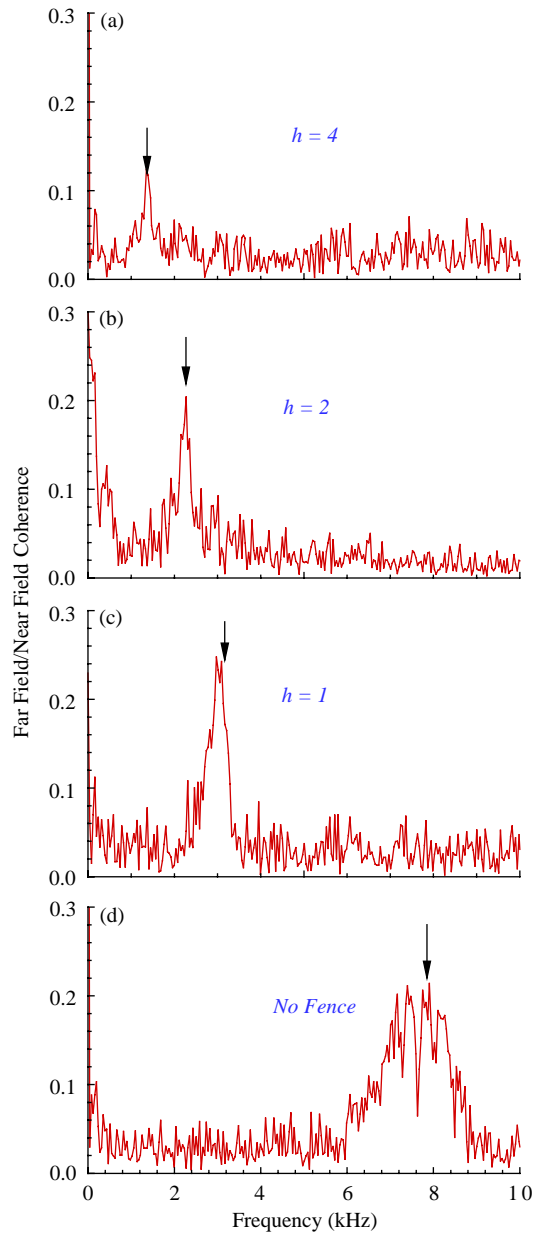 (a)
0.3
0.2
0.1
0.0
h = 4
(b)
0.3
0.2
0.1
0.0
h = 2
Far Field/Near Field Coherence
(c)
0.3
0.2
0.1
0.0
h = 1
(d)
0.3
0.2
0.1
0.0
No Fence
0 2 4 6 8 10
Frequency (kHz)